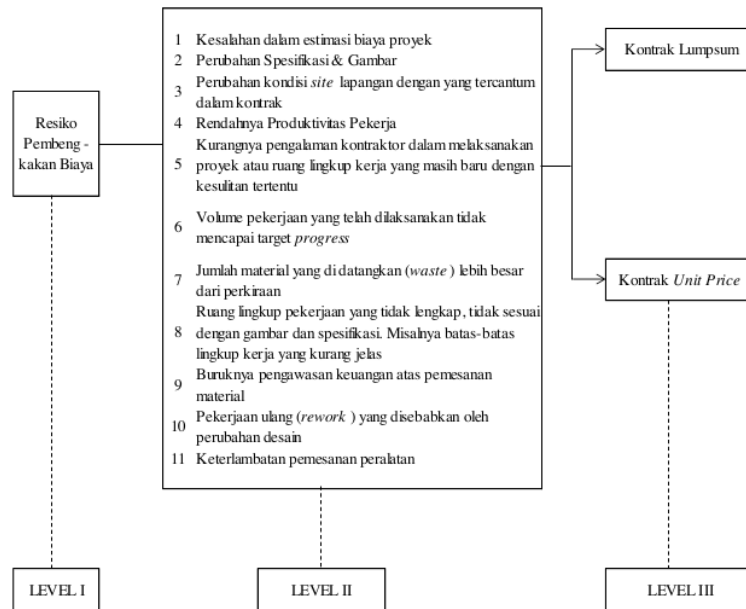 Resiko
Pembeng -
kakan Biaya
1 Kesalahan dalam estimasi biaya proyek
2 Perubahan Spesifikasi & Gambar
3 Perubahan kondisi site lapangan dengan yang tercantum
dalam kontrak
4 Rendahnya Produktivitas Pekerja
Kurangnya pengalaman kontraktor dalam melaksanakan
5 proyek atau ruang lingkup kerja yang masih baru dengan
kesulitan tertentu
6 Volume pekerjaan yang telah dilaksanakan tidak
mencapai target progress
7 Jumlah material yang di datangkan (waste ) lebih besar
dari perkiraan
Ruang lingkup pekerjaan yang tidak lengkap, tidak sesuai
8 dengan gambar dan spesifikasi. Misalnya batas-batas
lingkup kerja yang kurang jelas
9 Buruknya pengawasan keuangan atas pemesanan
material
10 Pekerjaan ulang (rework ) yang disebabkan oleh
perubahan desain
11 Keterlambatan pemesanan peralatan
Kontrak Lumpsum
Kontrak Unit Price
LEVEL I
LEVEL II
LEVEL III